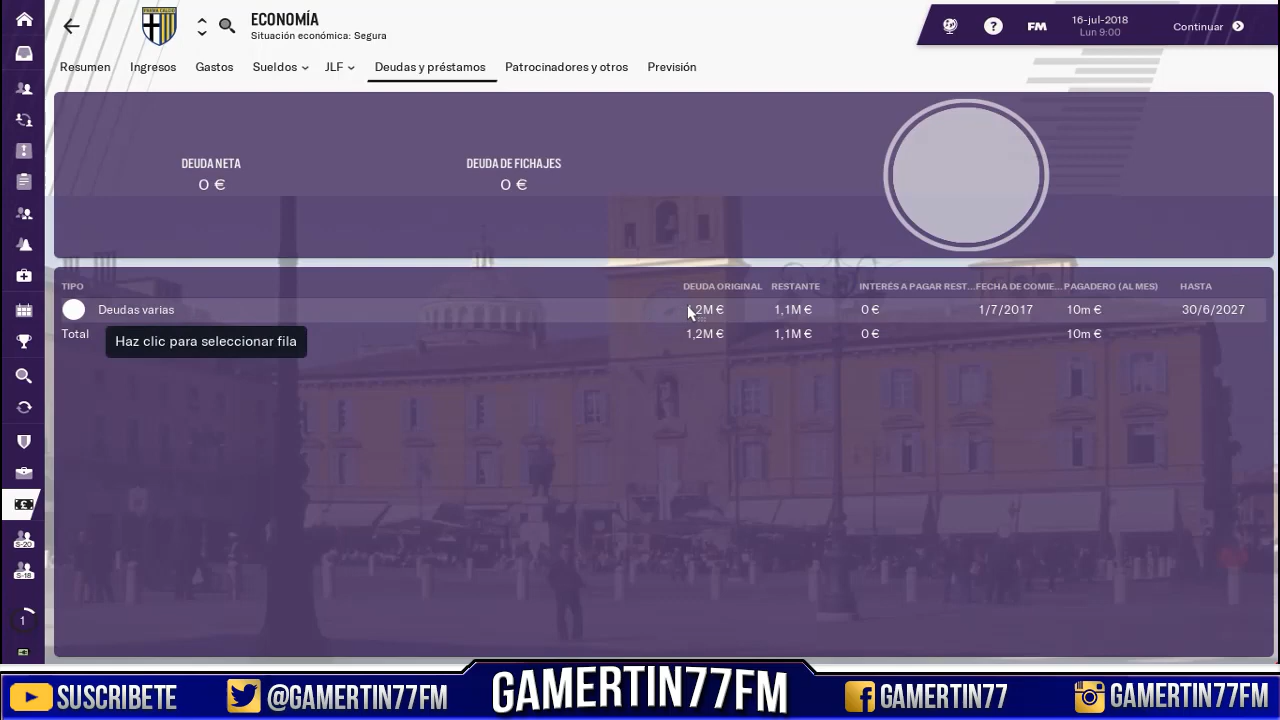 ECONOMÍA
Situación económica: Segura
16-jul-2018
Lun 9:00
FM
Continuar
Resumen Ingresos Gastos Sueldos JLF Deudas y préstamos Patrocinadores y otros Previsión
DEUDA NETA
0 €
DEUDA DE FICHAJES
0 €
TIPO DEUDA ORIGINAL RESTANTE INTERÉS A PAGAR REST... FECHA DE COMIE... PAGADERO (AL MES) HASTA
Deudas varias 1,2M € 1,1M € 0 € 1/7/2017 10m € 30/6/2027
Total 1,2M € 1,1M € 0 € 10m €
Haz clic para seleccionar fila
S-20
S-18
1
SUSCRIBETE @GAMERTIN77FM GAMERTIN77FM GAMERTIN77 GAMERTIN77FM